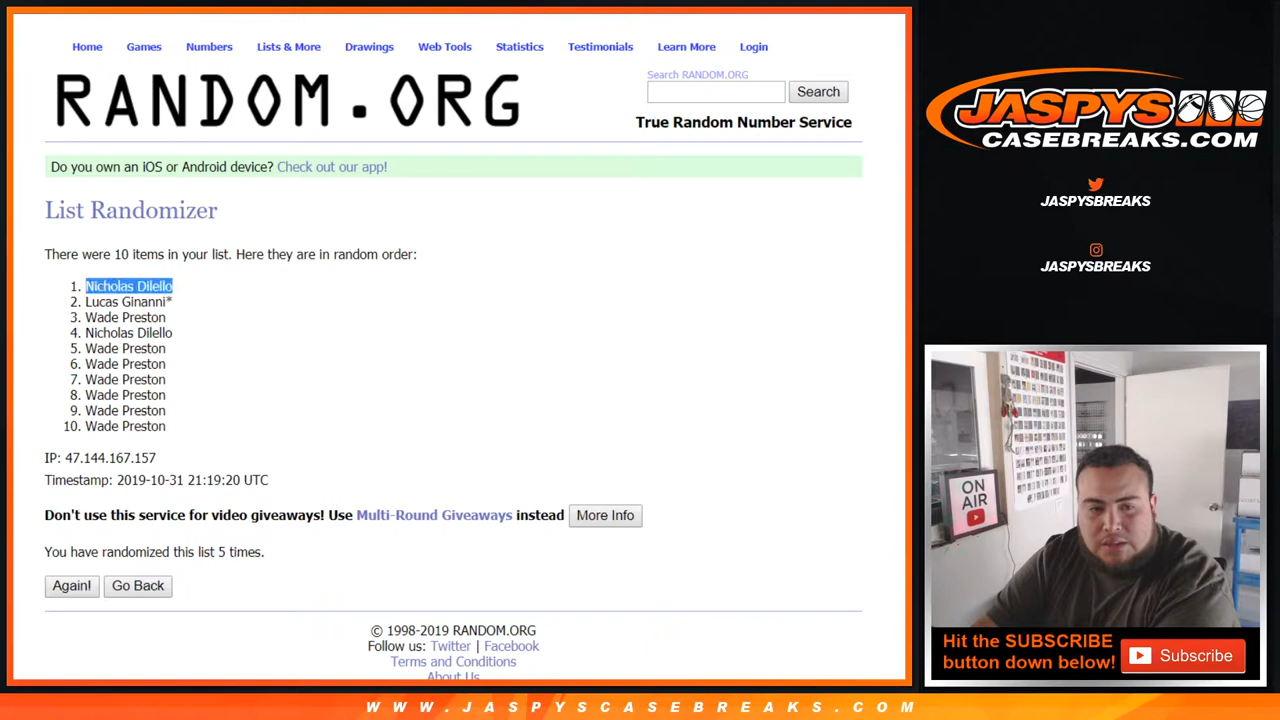 Home Games Numbers Lists & More Drawings Web Tools Statistics Testimonials Learn More Login
RANDOM.ORG
Search RANDOM.ORG
Search
True Random Number Service
Do you own an iOS or Android device? Check out our app!
List Randomizer
There were 10 items in your list. Here they are in random order:
1. Nicholas Dilello
2. Lucas Ginanni*
3. Wade Preston
4. Nicholas Dilello
5. Wade Preston
6. Wade Preston
7. Wade Preston
8. Wade Preston
9. Wade Preston
10. Wade Preston
IP: 47.144.167.157
Timestamp: 2019-10-31 21:19:20 UTC
Don't use this service for video giveaways! Use Multi-Round Giveaways instead More Info
You have randomized this list 5 times.
Again! Go Back
© 1998-2019 RANDOM.ORG
Follow us: Twitter | Facebook
Terms and Conditions
About Us
JASPYS
CASEBREAKS.COM
JASPYSBREAKS
JASPYSBREAKS
ON
AIR
Hit the SUBSCRIBE
button down below!
Subscribe
WWW.JASPYSCASEBREAKS.COM